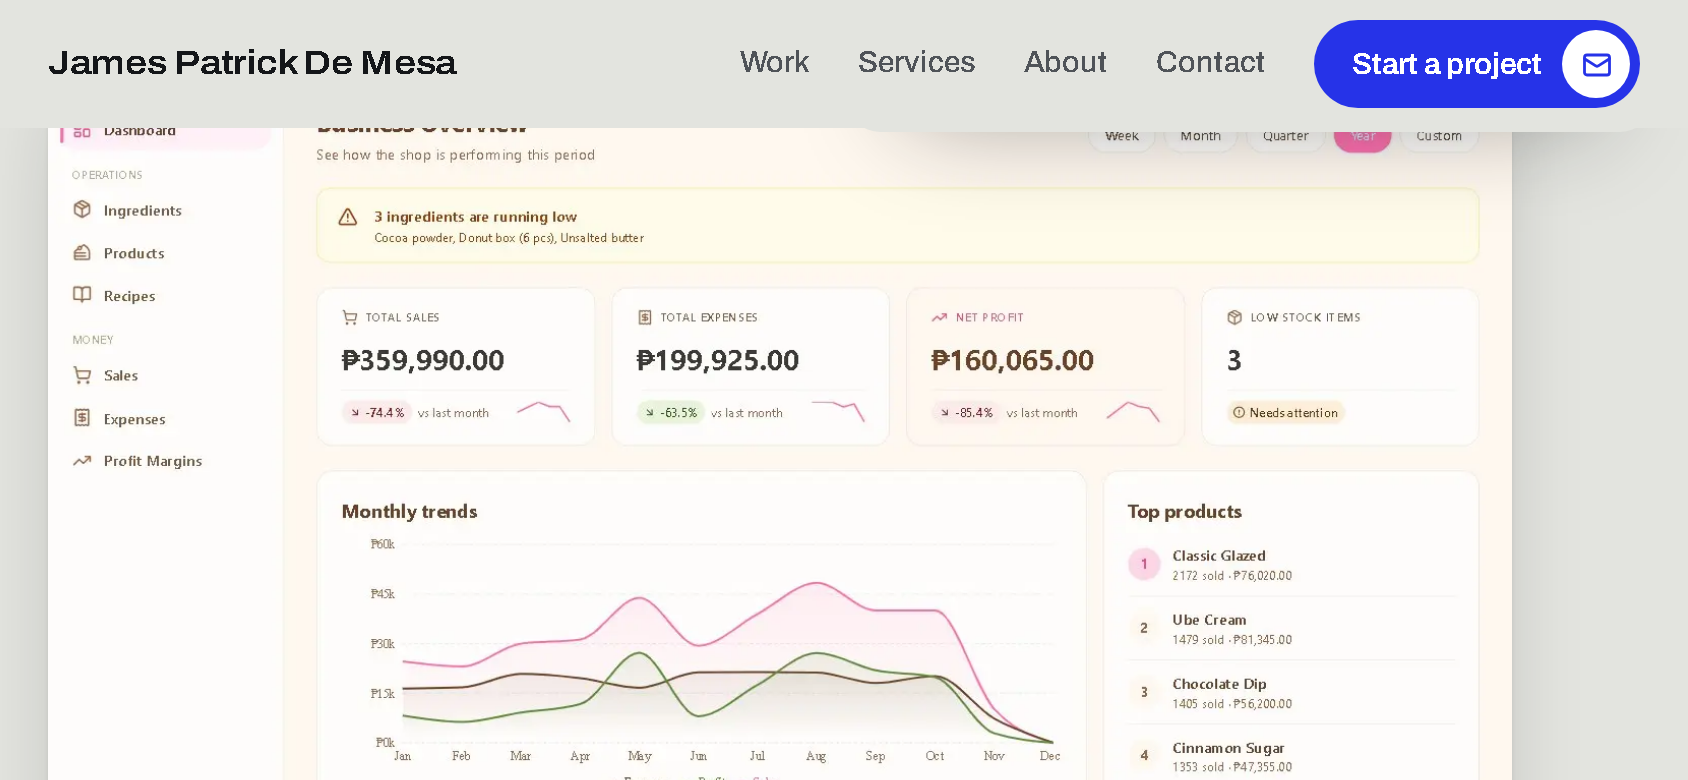 James Patrick De Mesa
Work
Services
About
Contact
Start a project
Dashboard
OPERATIONS
Ingredients
Products
Recipes
MONEY
Sales
Expenses
Profit Margins
Business Overview
See how the shop is performing this period
Week
Month
Quarter
Year
Custom
3 ingredients are running low
Cocoa powder, Donut box (6 pcs), Unsalted butter
TOTAL SALES
₱359,990.00
-74.4% vs last month
TOTAL EXPENSES
₱199,925.00
-63.5% vs last month
NET PROFIT
₱160,065.00
-85.4% vs last month
LOW STOCK ITEMS
3
Needs attention
Monthly trends
₱60k
₱45k
₱30k
₱15k
₱0k
Jan Feb Mar Apr May Jun Jul Aug Sep Oct Nov Dec
Top products
1
Classic Glazed
2172 sold · ₱76,020.00
2
Ube Cream
1479 sold · ₱81,345.00
3
Chocolate Dip
1405 sold · ₱56,200.00
4
Cinnamon Sugar
1353 sold · ₱47,355.00